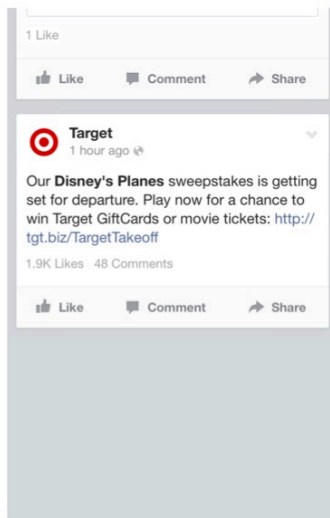 1 Like
Like Comment Share
Target
1 hour ago
Our Disney's Planes sweepstakes is getting
set for departure. Play now for a chance to
win Target GiftCards or movie tickets: http://
tgt.biz/TargetTakeoff
1.9K Likes 48 Comments
Like Comment Share